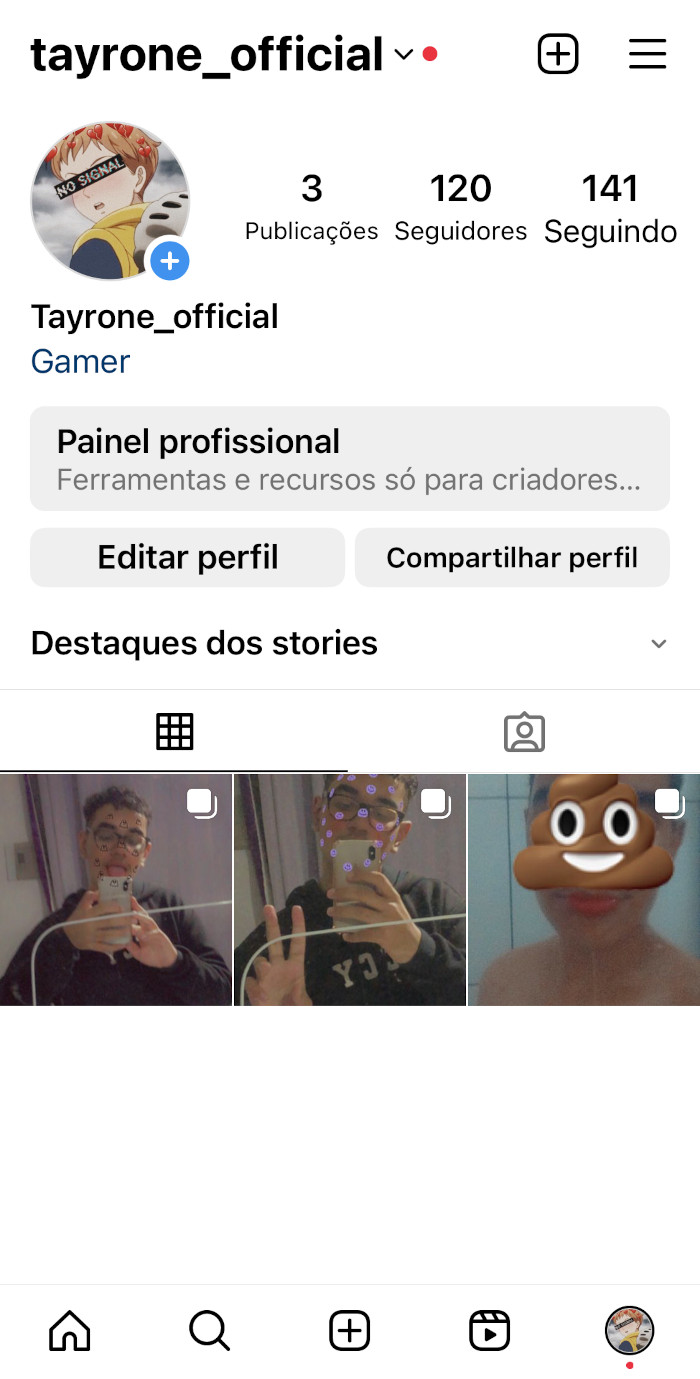 tayrone_official
NO SIGNAL
3 120 141
Publicações Seguidores Seguindo
Tayrone_official
Gamer
Painel profissional
Ferramentas e recursos só para criadores...
Editar perfil Compartilhar perfil
Destaques dos stories